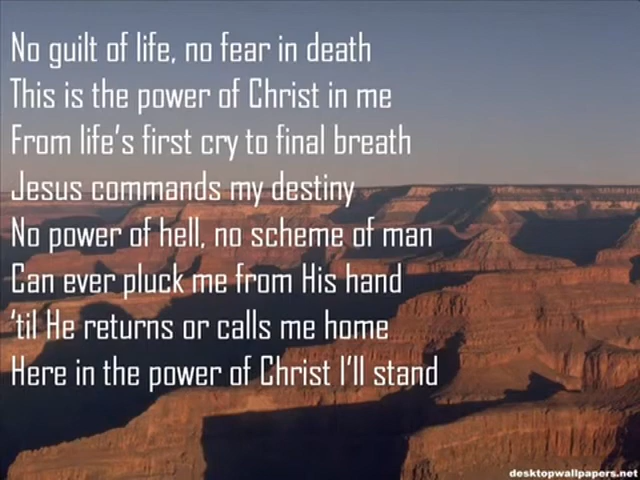 No guilt of life, no fear in death
This is the power of Christ in me
From life's first cry to final breath
Jesus commands my destiny
No power of hell, no scheme of man
Can ever pluck me from His hand
'til He returns or calls me home
Here in the power of Christ I'll stand
desktopwallpapers.net